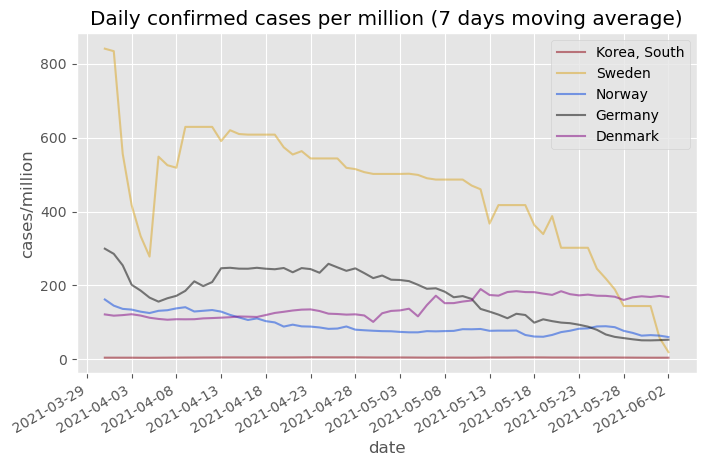 Daily confirmed cases per million (7 days moving average)
Korea, South
Sweden
Norway
Germany
Denmark
cases/million
800
600
400
200
0
2021-03-29
2021-04-03
2021-04-08
2021-04-13
2021-04-18
2021-04-23
2021-04-28
2021-05-03
2021-05-08
2021-05-13
2021-05-18
2021-05-23
2021-05-28
2021-06-02
date